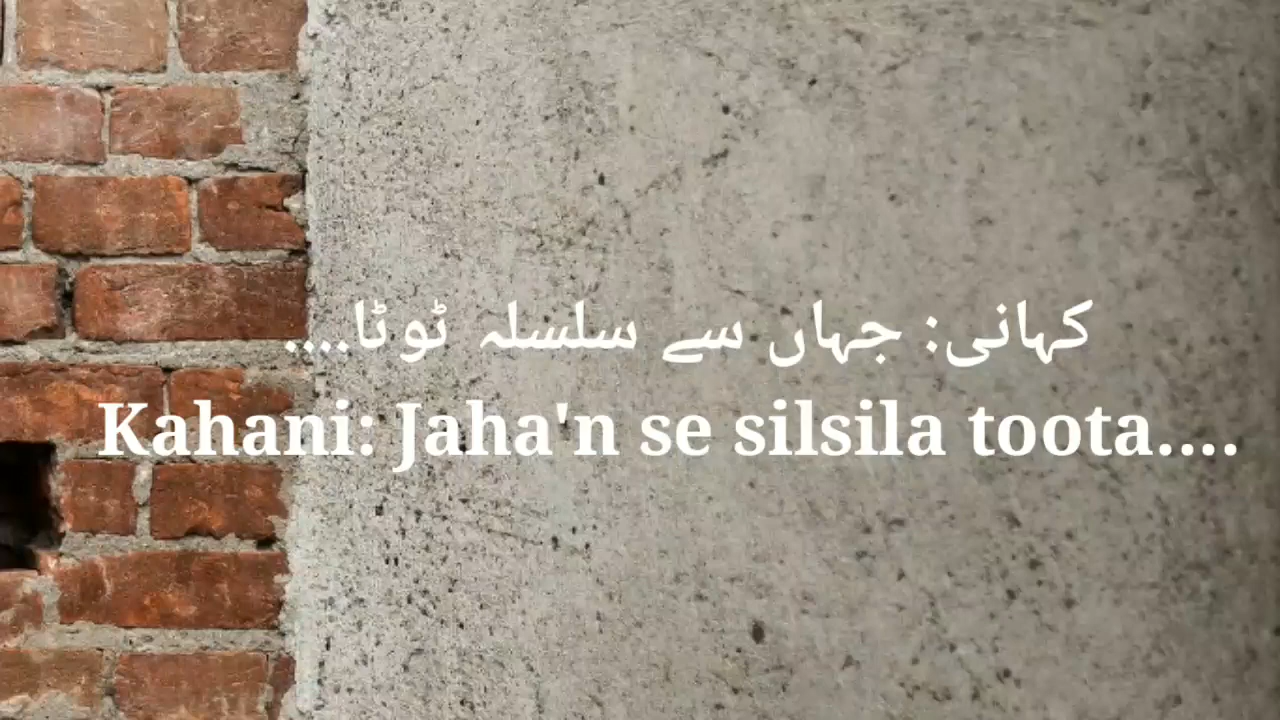 کہانی: جہاں سے سلسلہ ٹوٹا....
Kahani: Jaha'n se silsila toota....